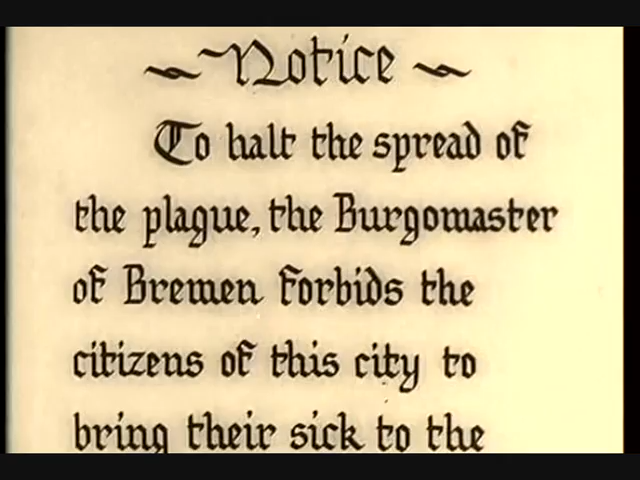 Notice
To halt the spread of
the plague, the Burgomaster
of Bremen forbids the
citizens of this city to
bring their sick to the